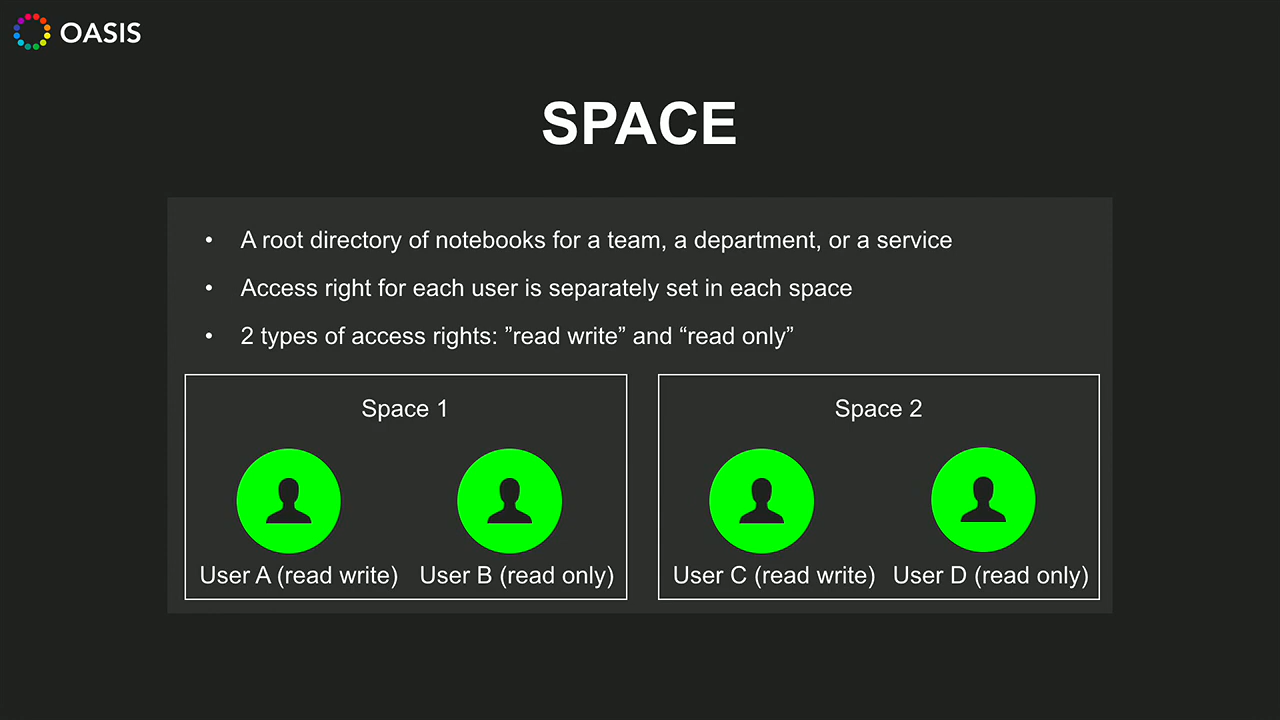 OASIS
SPACE
• A root directory of notebooks for a team, a department, or a service
• Access right for each user is separately set in each space
• 2 types of access rights: ”read write” and “read only”
Space 1
User A (read write) User B (read only)
Space 2
User C (read write) User D (read only)